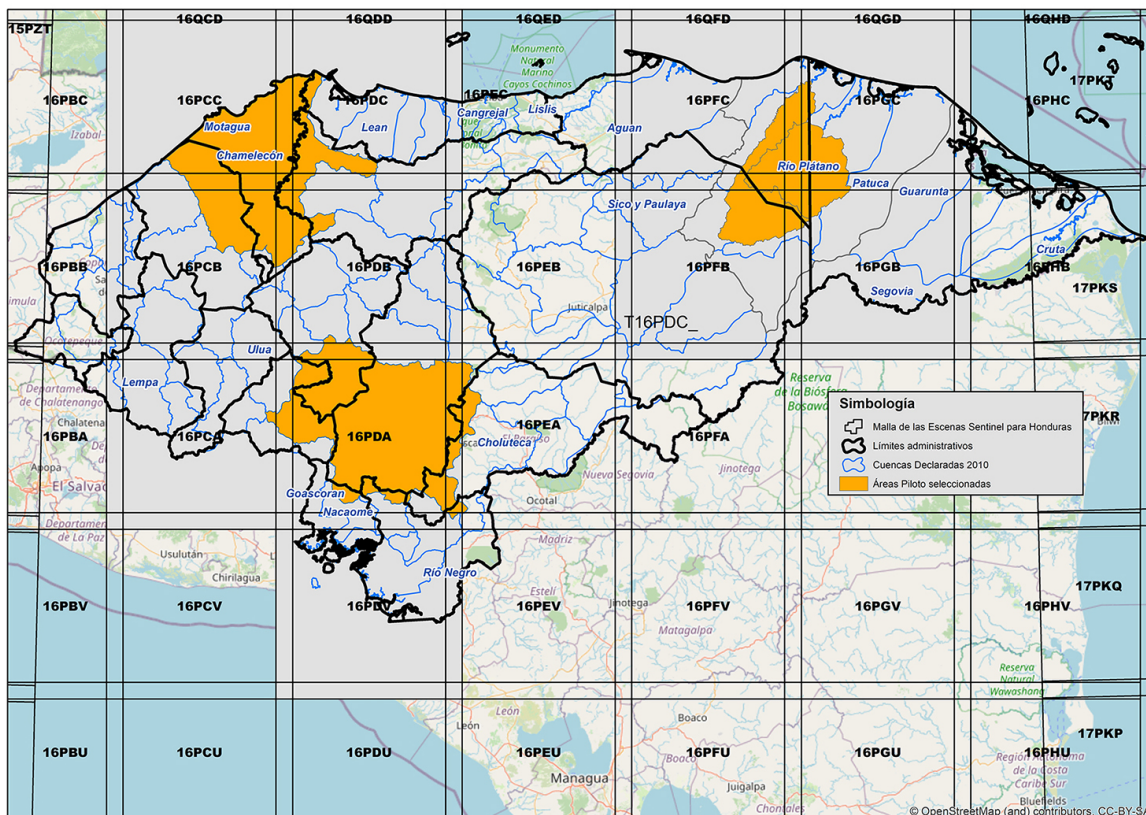 16QCD
16QDD
16QED
16QFD
16QGD
16QHD
15PZT
Monumento
Natural
Marino
Cayos Cochinos
17PKT
16PBC
16PCC
16PDC
16PEC
16PFC
16PGC
16PHC
Izabal
Motagua
Lean
Cangrejal
Lislis
Aguan
Chamelecón
Río Plátano
Patuca
Guarunta
Sico y Paulaya
Cruta
16PBB
16PCB
16PDB
16PEB
16PFB
16PGB
16PHB
17PKS
Segovia
Juticalpa
T16PDC_
Ocotepeque
Ulua
Lempa
Departamento
de Chalatenango
Chalatenango
Reserva
de la Biósfera
Bosawás
16PBA
16PCA
16PDA
16PEA
16PFA
17PKR
Bilwi
El Paraíso
Choluteca
Apopa
El Salvador
Simbología
Malla de las Escenas Sentinel para Honduras
Límites administrativos
Cuencas Declaradas 2010
Áreas Piloto seleccionadas
Nueva Segovia
Jinotega
Ocotal
Goascoran
Nacaome
Departamento
de La Paz
Madriz
Usulután
Chirilagua
Río Negro
Estelí
Jinotega
16PBV
16PCV
16PDV
16PEV
16PFV
16PGV
16PHV
17PKQ
Matagalpa
Reserva
Natural
Wawashang
León
León
Boaco
16PBU
16PCU
16PDU
16PEU
16PFU
16PGU
16PHU
17PKP
Boaco
Managua
Juigalpa
Chontales
Región Autónoma
de la Costa
Caribe Sur
Bluefields
© OpenStreetMap (and) contributors, CC-BY-SA